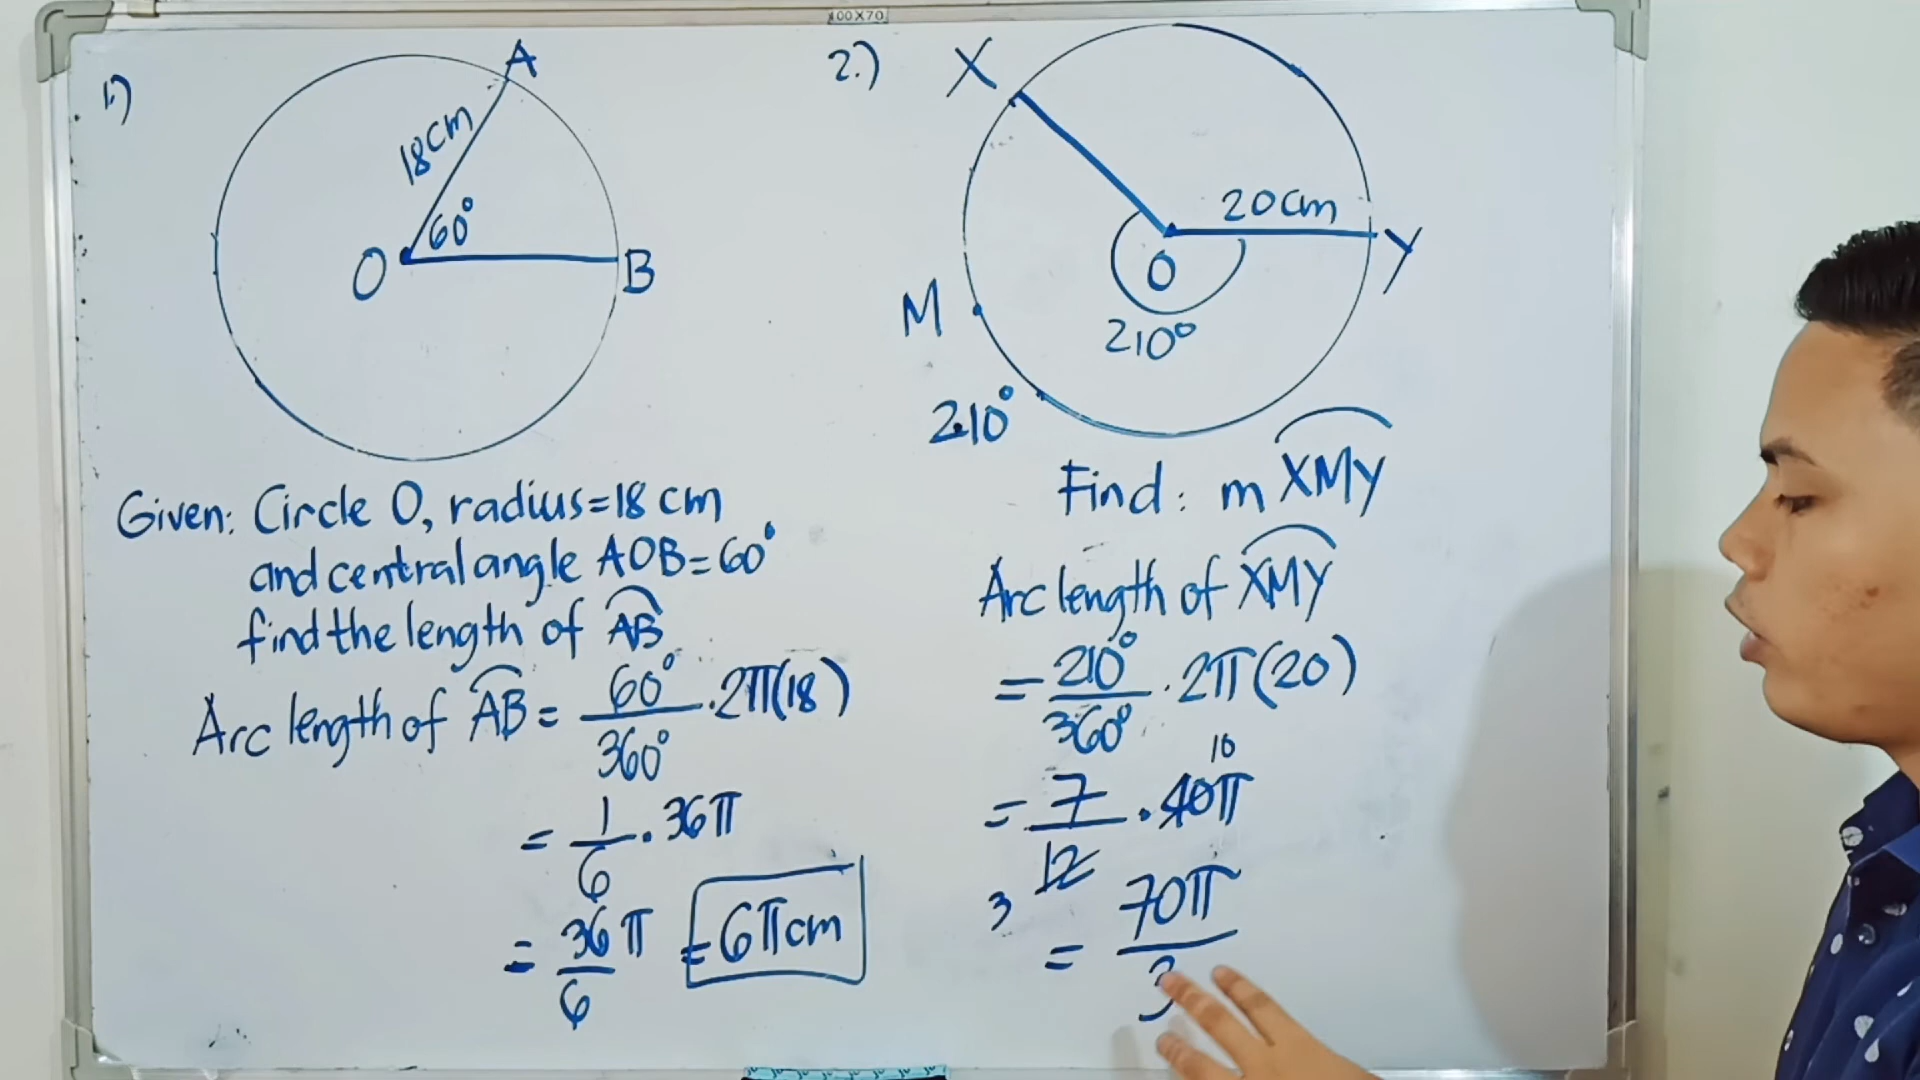 400X70
1.)
A
18cm
60°
O
B
Given: Circle O, radius=18 cm
and central angle AOB=60°
find the length of AB
Arc length of AB = 60°/360° . 2π(18)
= 1/6 . 36π
= 36π/6 = 6πcm
2.)
X
20cm
Y
O
M
210°
210°
Find: m XMY
Arc length of XMY
= 210°/360° . 2π(20)
10
= 7/12 . 40π
3
= 70π/3